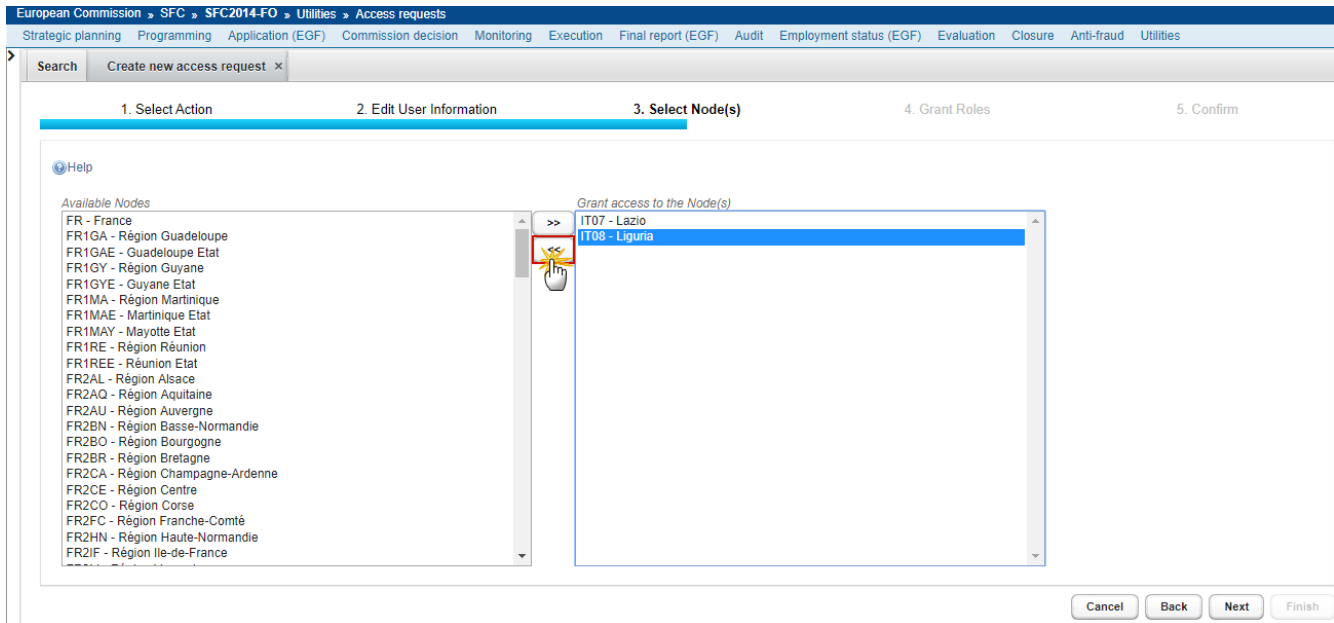 European Commission » SFC » SFC2014-FO » Utilities » Access requests
Strategic planning Programming Application (EGF) Commission decision Monitoring Execution Final report (EGF) Audit Employment status (EGF) Evaluation Closure Anti-fraud Utilities
Search Create new access request ×
1. Select Action 2. Edit User Information 3. Select Node(s) 4. Grant Roles 5. Confirm
Help
Available Nodes Grant access to the Node(s)
FR - France >> IT07 - Lazio
FR1GA - Région Guadeloupe IT08 - Liguria
FR1GAE - Guadeloupe Etat <<
FR1GY - Région Guyane
FR1GYE - Guyane Etat
FR1MA - Région Martinique
FR1MAE - Martinique Etat
FR1MAY - Mayotte Etat
FR1RE - Région Réunion
FR1REE - Réunion Etat
FR2AL - Région Alsace
FR2AQ - Région Aquitaine
FR2AU - Région Auvergne
FR2BN - Région Basse-Normandie
FR2BO - Région Bourgogne
FR2BR - Région Bretagne
FR2CA - Région Champagne-Ardenne
FR2CE - Région Centre
FR2CO - Région Corse
FR2FC - Région Franche-Comté
FR2HN - Région Haute-Normandie
FR2IF - Région Ile-de-France
Cancel Back Next Finish